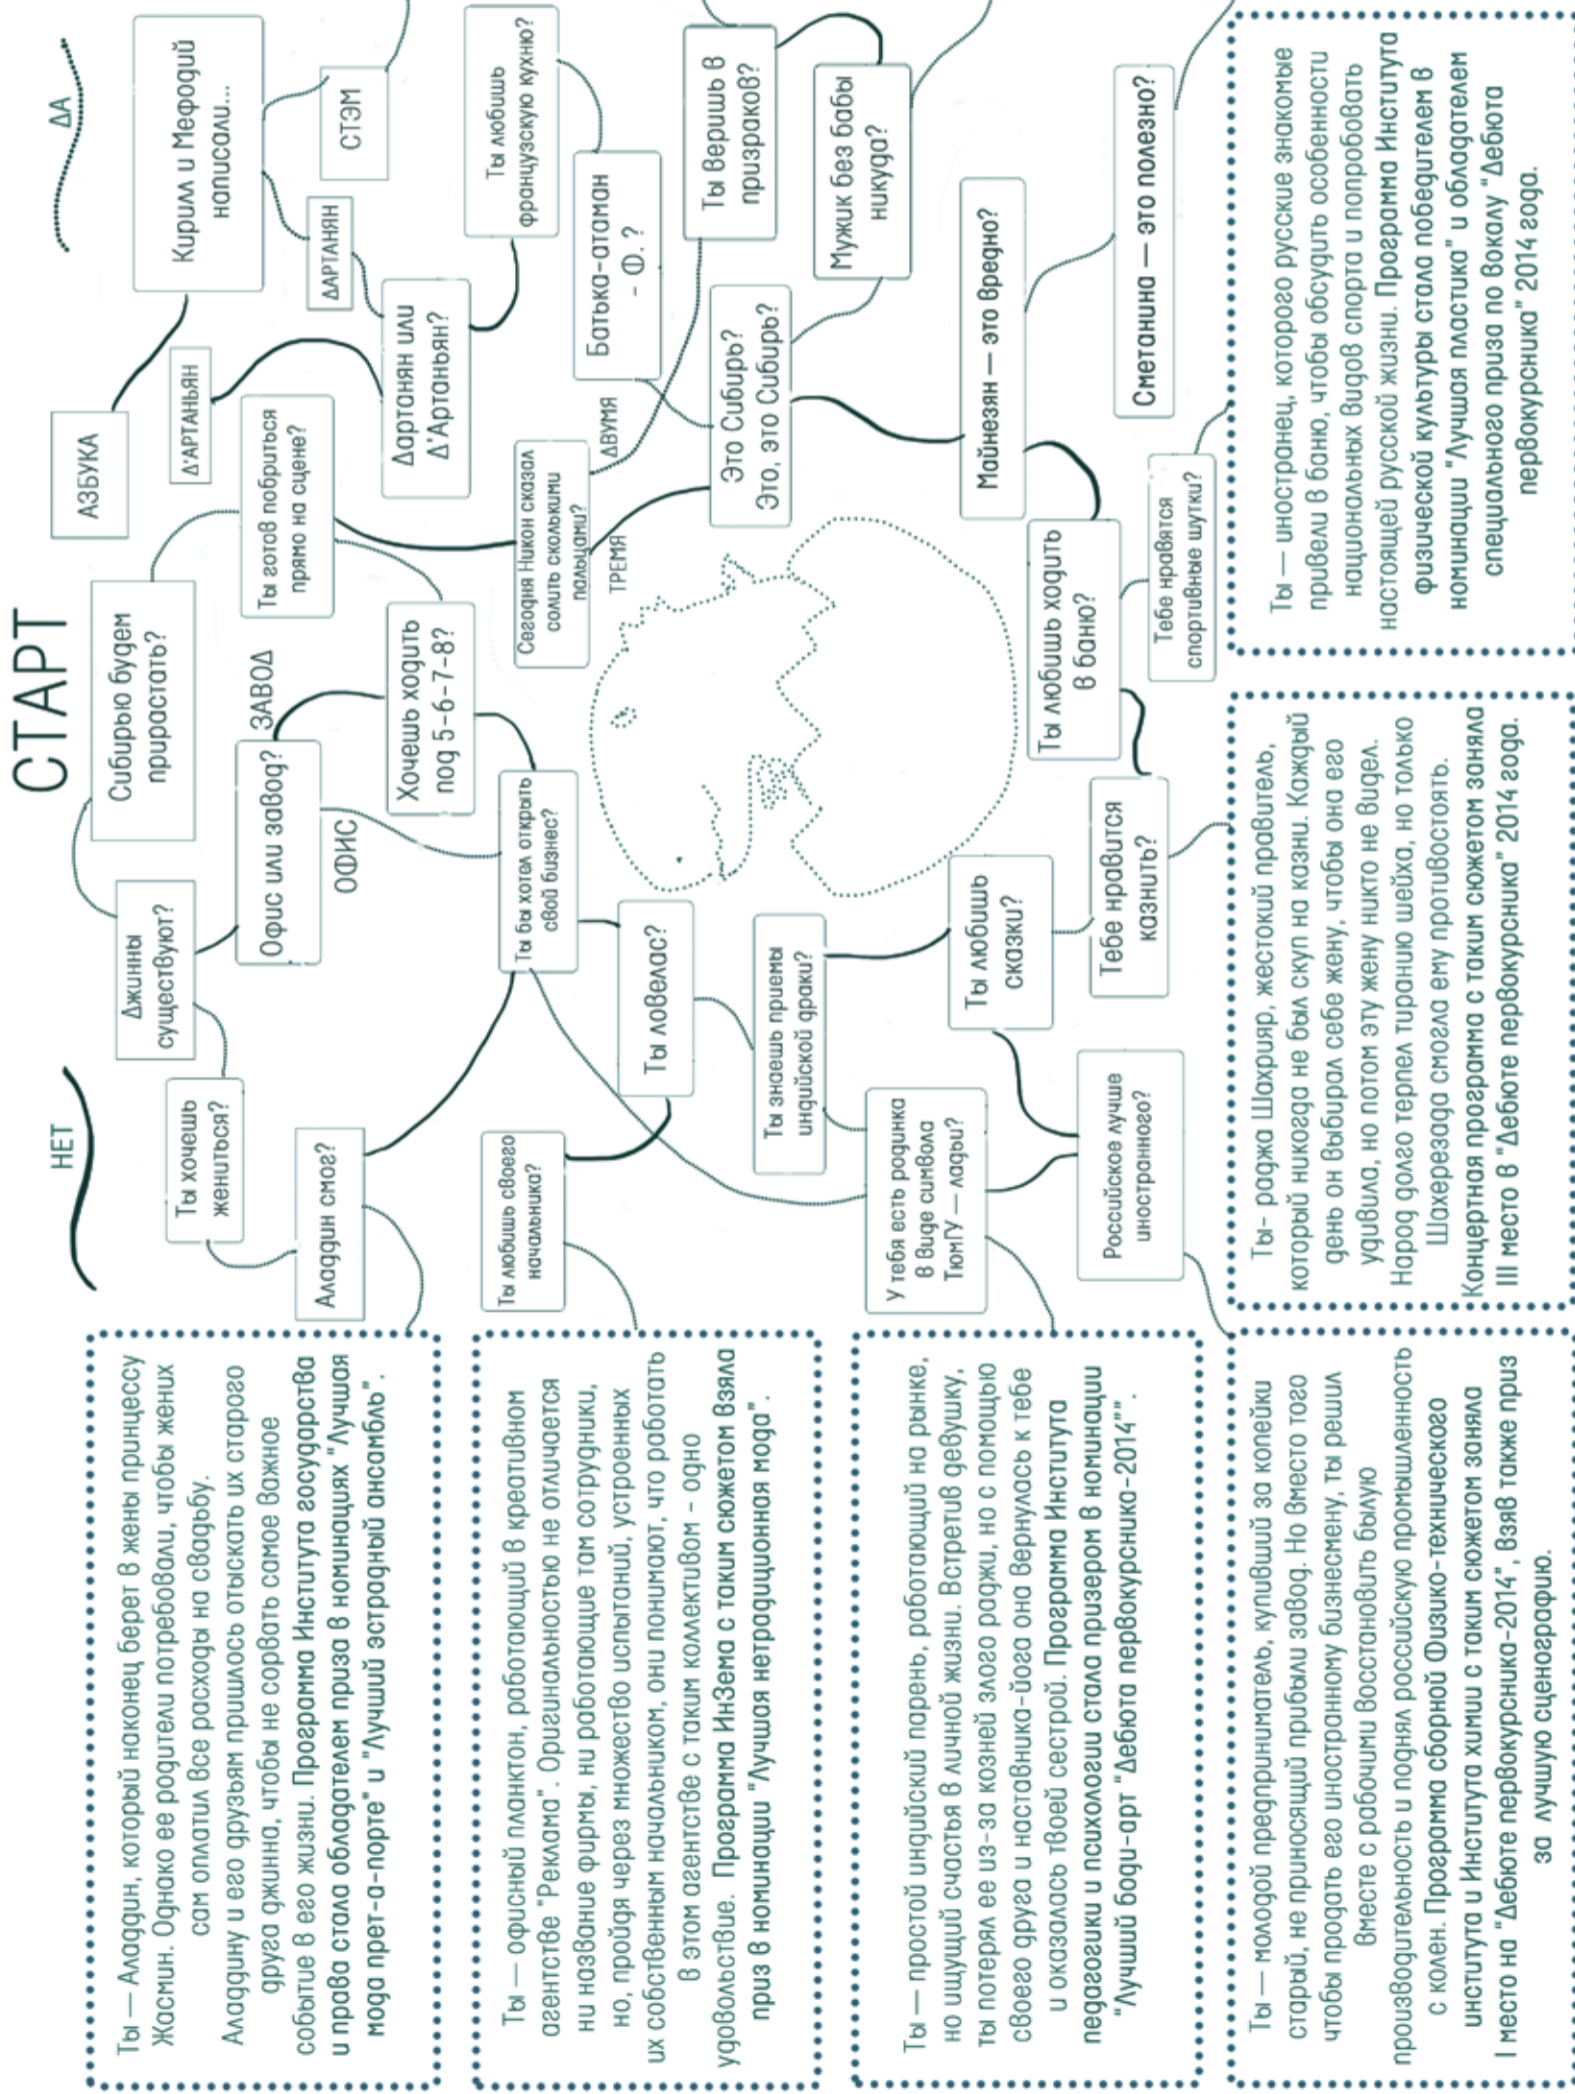 СТАРТ
НЕТ
ДА
Джинны
существуют?
Сибирью будем
прирастать?
АЗБУКА
Кирилл и Мефодий
написали...
Ты хочешь
жениться?
Офис или завод?
ЗАВОД
ОФИС
Ты готов побриться
прямо на сцене?
Д'АРТАНЬЯН
ДАРТАНЯН
СТЭМ
Аладдин смог?
Хочешь ходить
под 5-6-7-8?
Дартанян или
Д'Артаньян?
Ты любишь
французскую кухню?
Ты любишь своего
начальника?
Ты бы хотел открыть
свой бизнес?
Сегодня Никон сказал
солить сколькими
пальцами?
ТРЕМЯ
ДВУМЯ
Батька-атаман
- Ф. ?
Ты ловелас?
Это Сибирь?
Это, это Сибирь?
Ты веришь в
призраков?
Ты знаешь приемы
индийской драки?
Мужик без бабы
никуда?
У тебя есть родинка
в виде символа
ТюмГУ — ладьи?
Ты любишь
сказки?
Ты любишь ходить
в баню?
Майнезян — это вредно?
Российское лучше
иностранного?
Тебе нравится
казнить?
Тебе нравятся
спортивные шутки?
Сметанина — это полезно?
Ты — Аладдин, который наконец берет в жены принцессу
Жасмин. Однако ее родители потребовали, чтобы жених
сам оплатил все расходы на свадьбу.
Аладдину и его друзьям пришлось отыскать их старого
друга джинна, чтобы не сорвать самое важное
событие в его жизни. Программа Института государства
и права стала обладателем приза в номинациях "Лучшая
мода прет-а-порте" и "Лучший эстрадный ансамбль".
Ты — офисный планктон, работающий в креативном
агентстве "Реклама". Оригинальностью не отличается
ни название фирмы, ни работающие там сотрудники,
но, пройдя через множество испытаний, устроенных
их собственным начальником, они понимают, что работать
в этом агентстве с таким коллективом - одно
удовольствие. Программа ИнЗема с таким сюжетом взяла
приз в номинации "Лучшая нетрадиционная мода".
Ты — простой индийский парень, работающий на рынке,
но ищущий счастья в личной жизни. Встретив девушку,
ты потерял ее из-за козней злого раджи, но с помощью
своего друга и наставника-йога она вернулась к тебе
и оказалась твоей сестрой. Программа Института
педагогики и психологии стала призером в номинации
"Лучший боди-арт "Дебюта первокурсника-2014"".
Ты — молодой предприниматель, купивший за копейки
старый, не приносящий прибыли завод. Но вместо того
чтобы продать его иностранному бизнесмену, ты решил
вместе с рабочими восстановить былую
производительность и поднял российскую промышленность
с колен. Программа сборной Физико-технического
института и Института химии с таким сюжетом заняла
I место на "Дебюте первокурсника-2014", взяв также приз
за лучшую сценографию.
Ты- раджа Шахрияр, жестокий правитель,
который никогда не был скуп на казни. Каждый
день он выбирал себе жену, чтобы она его
удивила, но потом эту жену никто не видел.
Народ долго терпел тиранию шейха, но только
Шахерезада смогла ему противостоять.
Концертная программа с таким сюжетом заняла
III место в "Дебюте первокурсника" 2014 года.
Ты — иностранец, которого русские знакомые
привели в баню, чтобы обсудить особенности
национальных видов спорта и попробовать
настоящей русской жизни. Программа Института
физической культуры стала победителем в
номинации "Лучшая пластика" и обладателем
специального приза по вокалу "Дебюта
первокурсника" 2014 года.